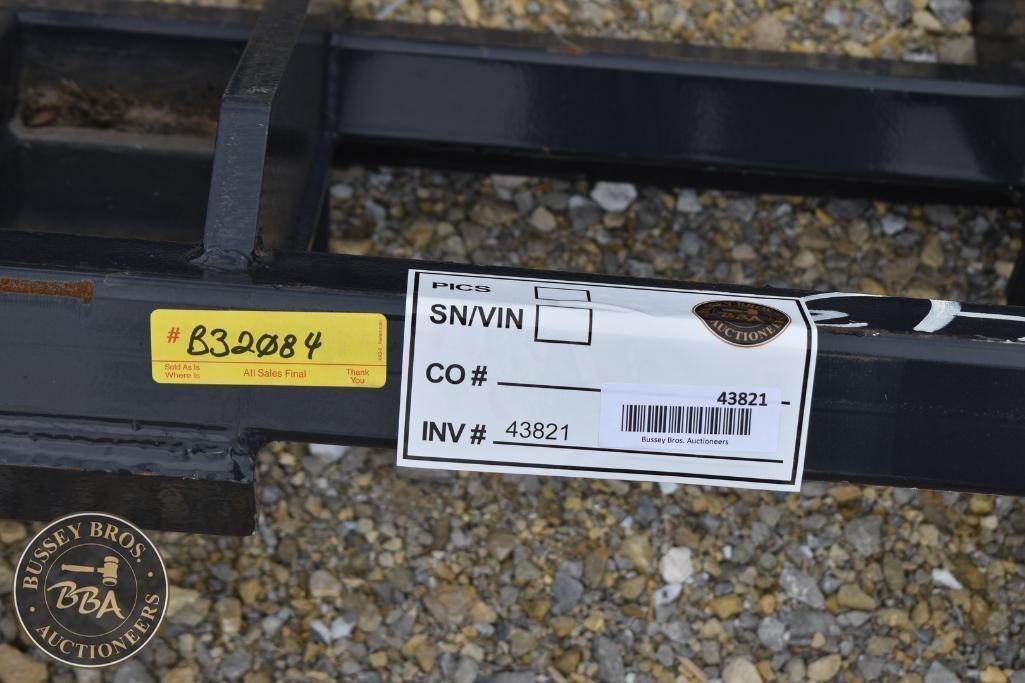 # B32084
Sold As Is
Where Is
All Sales Final
Thank
You
PICS
SN/VIN
AUCTIONEERS
CO #
43821
INV # 43821
Bussey Bros. Auctioneers
BUSSEY BROS.
BBA
AUCTIONEERS